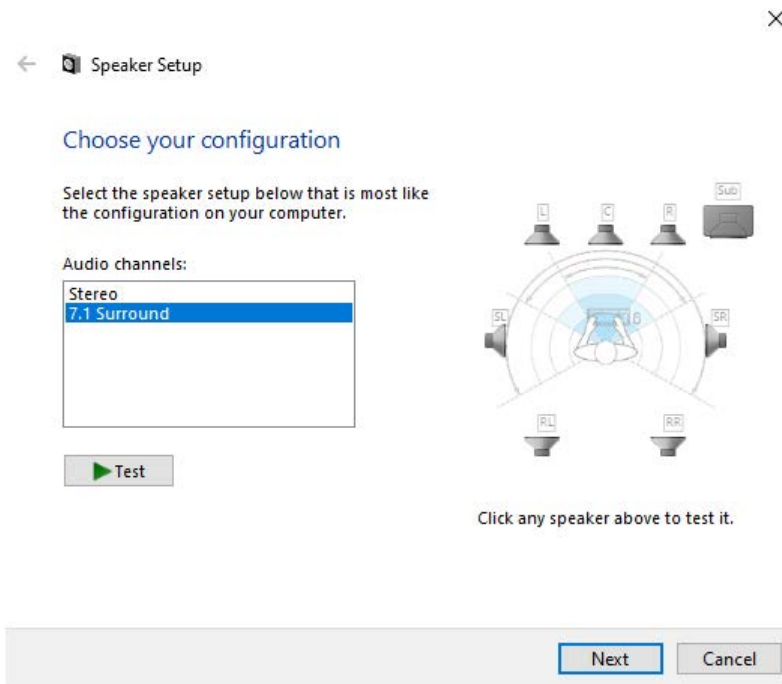 Speaker Setup
Choose your configuration
Select the speaker setup below that is most like
the configuration on your computer.
Audio channels:
Stereo
7.1 Surround
Test
Sub
L
C
R
SL
SR
RL
RR
Click any speaker above to test it.
Next
Cancel